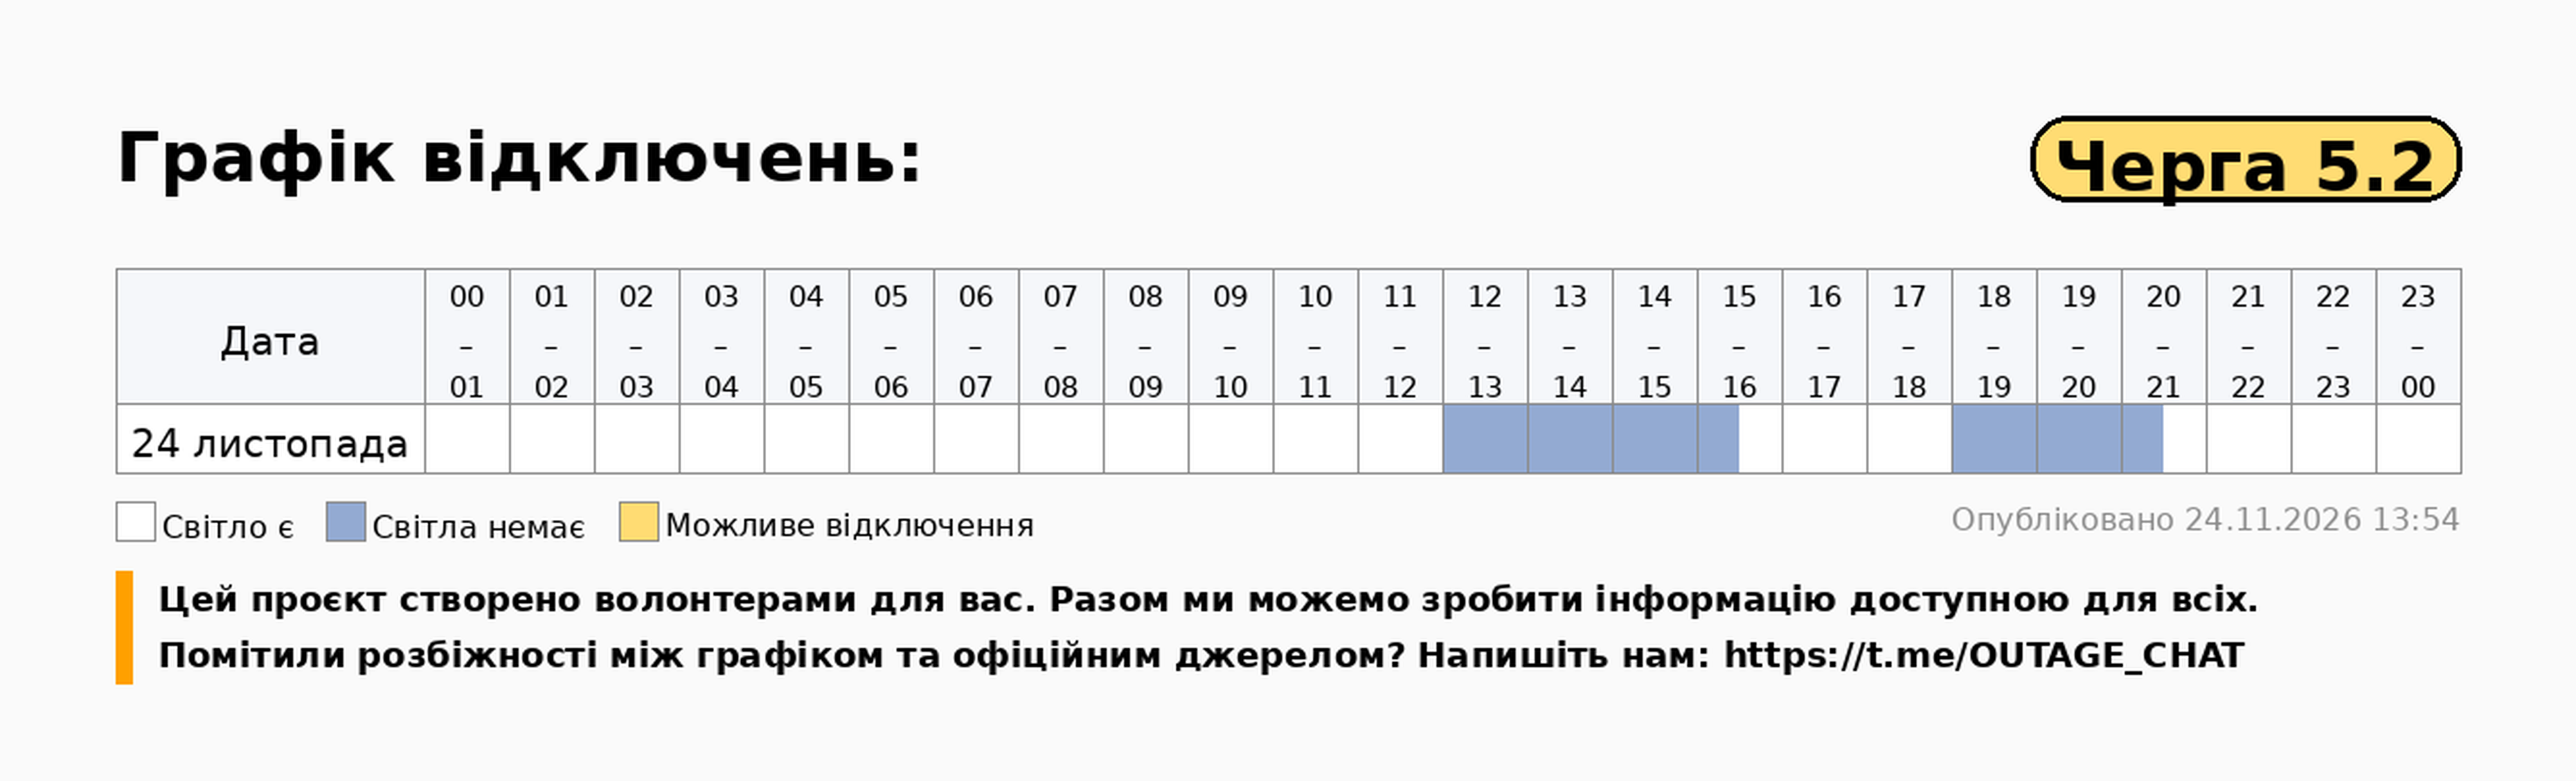 Графік відключень:
Черга 5.2
Дата
00 – 01
01 – 02
02 – 03
03 – 04
04 – 05
05 – 06
06 – 07
07 – 08
08 – 09
09 – 10
10 – 11
11 – 12
12 – 13
13 – 14
14 – 15
15 – 16
16 – 17
17 – 18
18 – 19
19 – 20
20 – 21
21 – 22
22 – 23
23 – 00
24 листопада
Світло є
Світла немає
Можливе відключення
Опубліковано 24.11.2026 13:54
Цей проєкт створено волонтерами для вас. Разом ми можемо зробити інформацію доступною для всіх.
Помітили розбіжності між графіком та офіційним джерелом? Напишіть нам: https://t.me/OUTAGE_CHAT